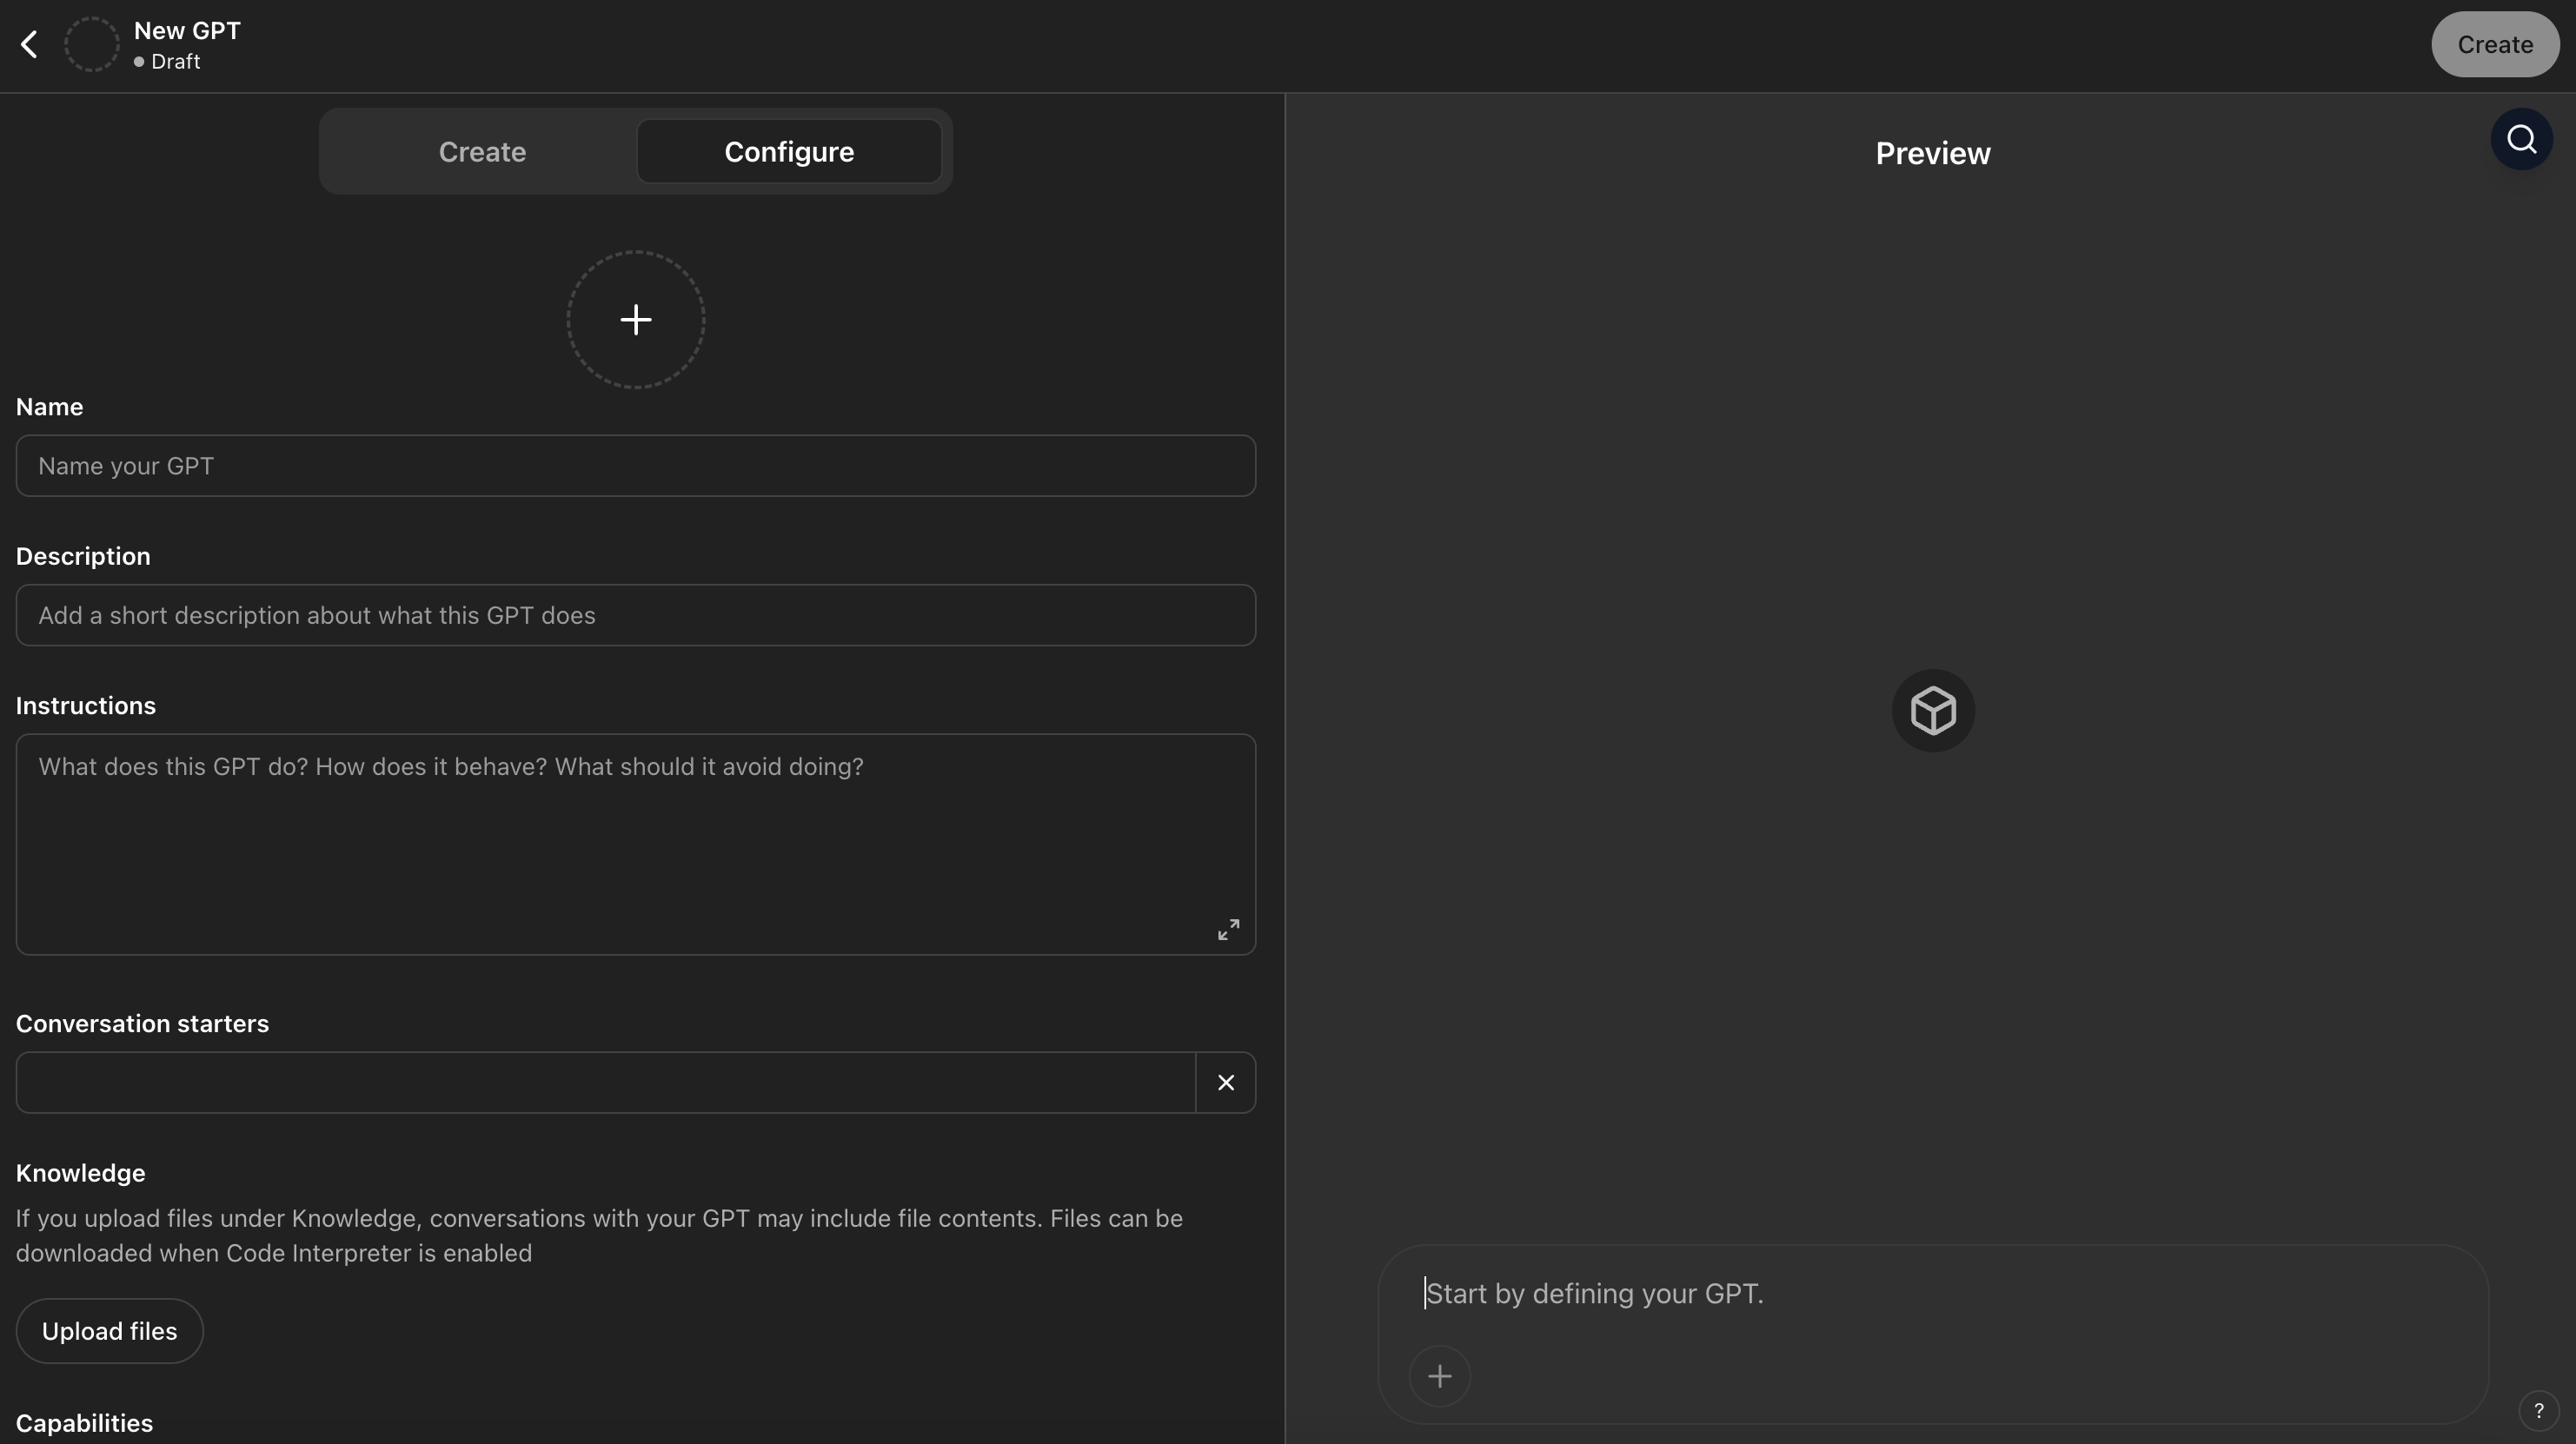 New GPT
Draft
Create
Create
Configure
Preview
Name
Name your GPT
Description
Add a short description about what this GPT does
Instructions
What does this GPT do? How does it behave? What should it avoid doing?
Conversation starters
Knowledge
If you upload files under Knowledge, conversations with your GPT may include file contents. Files can be
downloaded when Code Interpreter is enabled
Upload files
Capabilities
Start by defining your GPT.
?